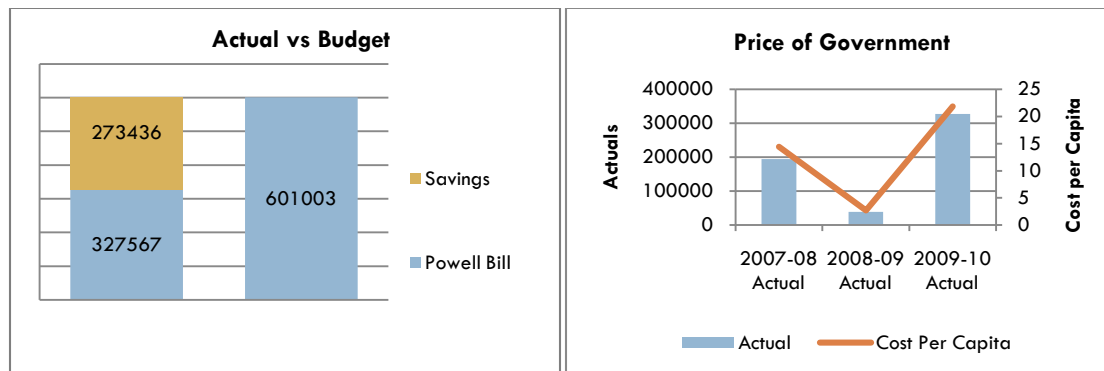 Actual vs Budget
273436
327567
601003
Savings
Powell Bill
Price of Government
400000
300000
200000
100000
0
Actuals
25
20
15
10
5
0
Cost per Capita
2007-08 2008-09 2009-10
Actual Actual Actual
Actual Cost Per Capita